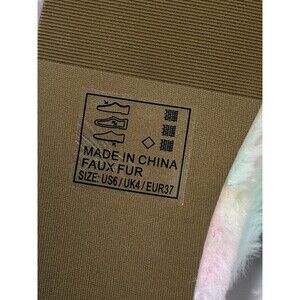 MADE IN CHINA
FAUX FUR
SIZE: US6 / UK4 / EUR37